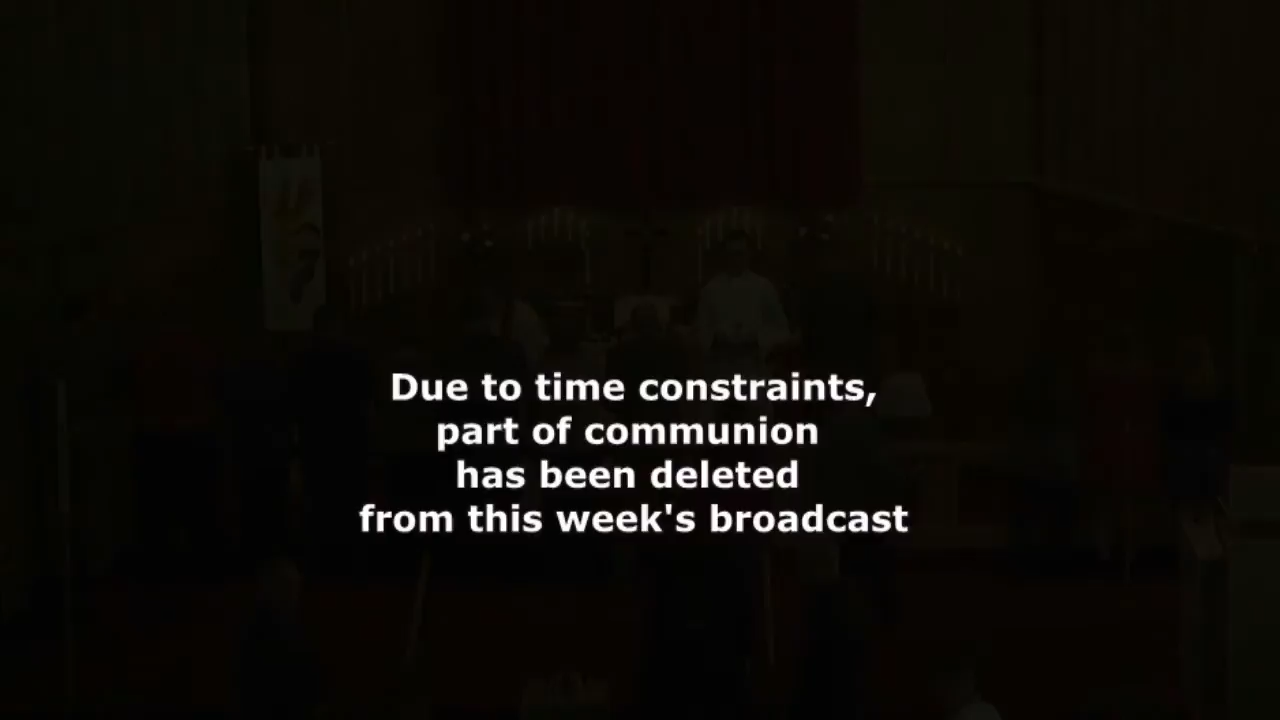 Due to time constraints,
part of communion
has been deleted
from this week's broadcast